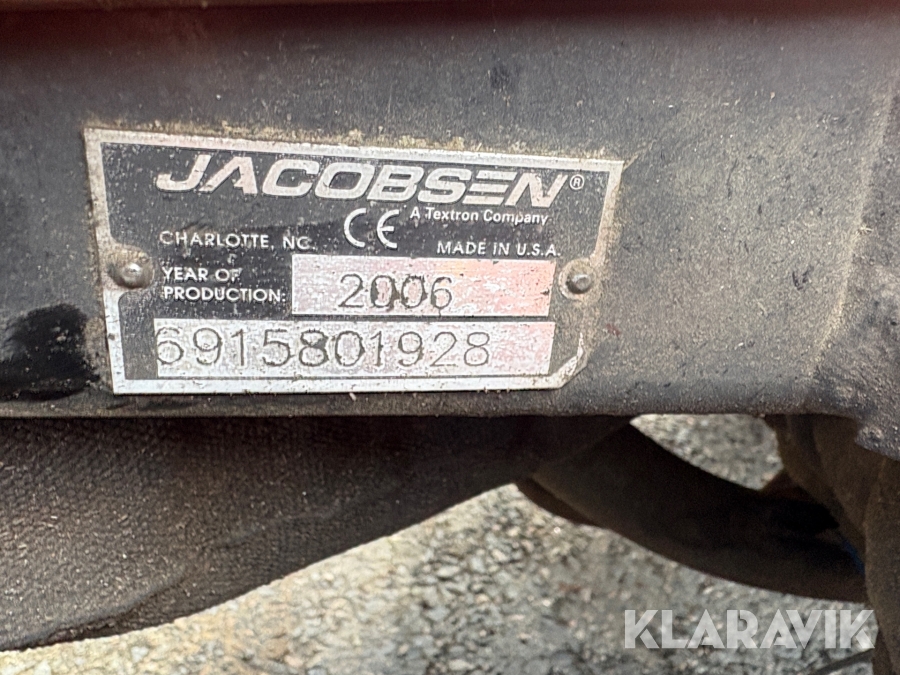 JACOBSEN®
A Textron Company
CHARLOTTE, NC CE MADE IN U.S.A.
YEAR OF
PRODUCTION: 2006
6915801928
KLARAVIK